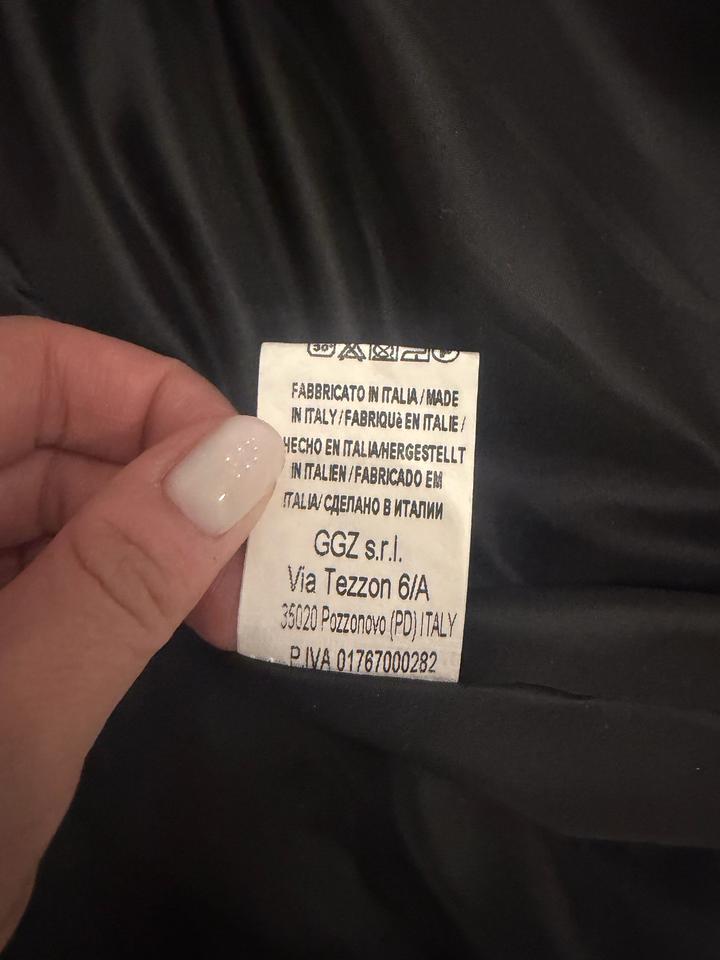 FABBRICATO IN ITALIA / MADE
IN ITALY / FABRIQUè EN ITALIE /
HECHO EN ITALIA/HERGESTELLT
IN ITALIEN / FABRICADO EM
ITALIA/ СДЕЛАНО В ИТАЛИИ
GGZ s.r.l.
Via Tezzon 6/A
35020 Pozzonovo (PD) ITALY
P.IVA 01767000282